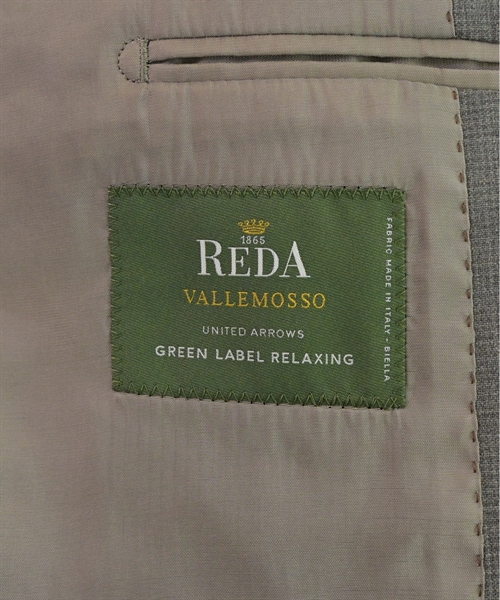 1865
REDA
VALLEMOSSO
UNITED ARROWS
GREEN LABEL RELAXING
FABRIC MADE IN ITALY - BIELLA